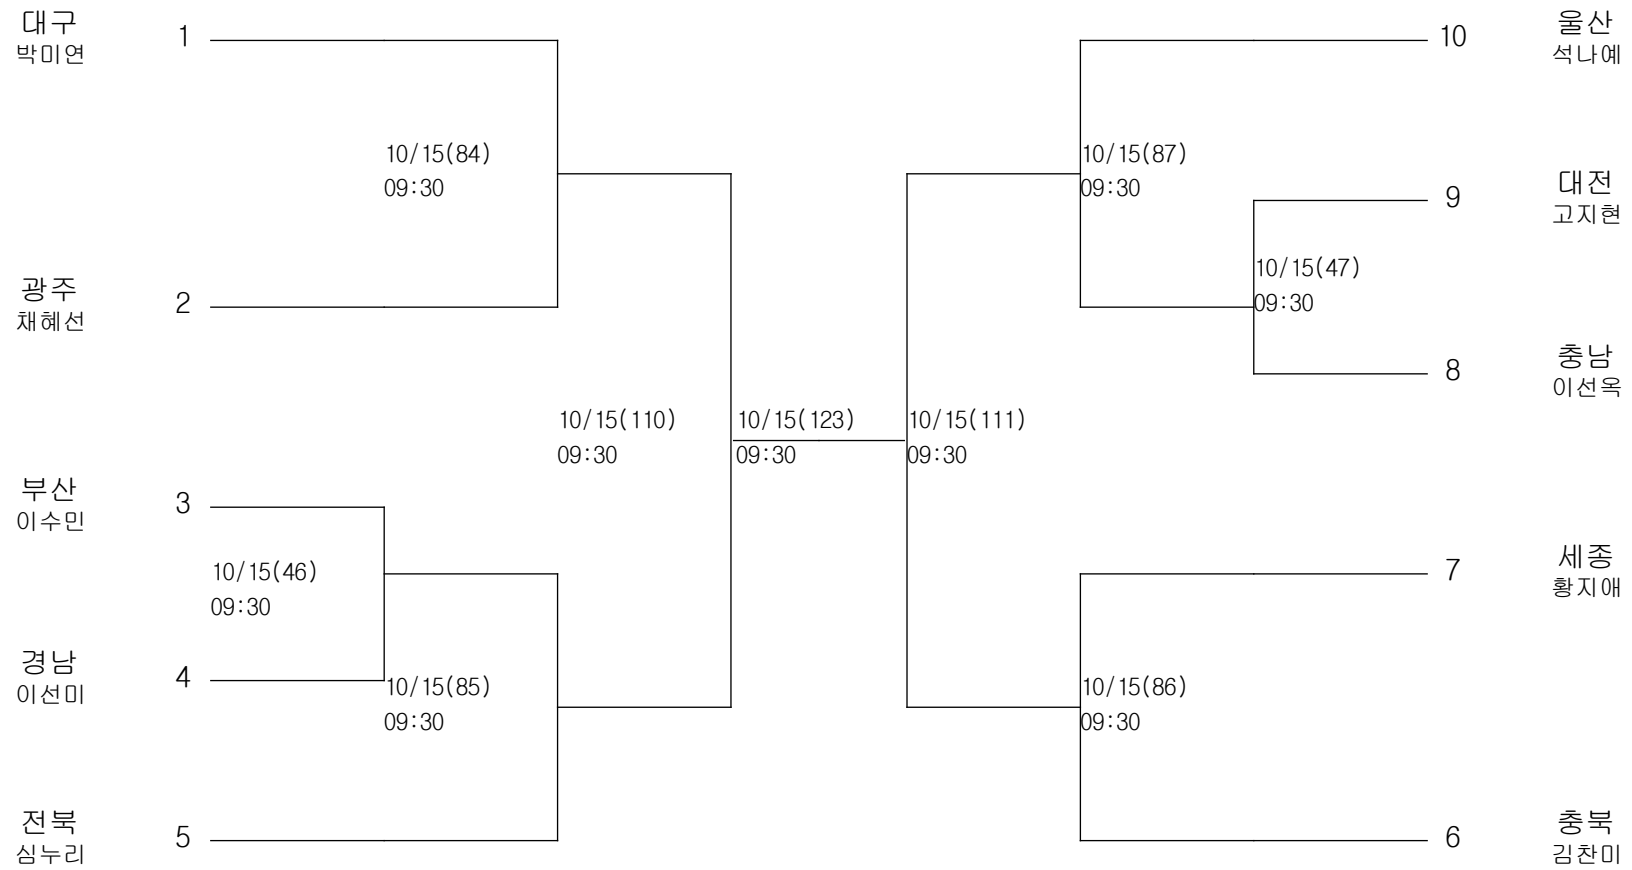 대구
박미연
1
10
울산
석나예
10/15(84)
09:30
10/15(87)
09:30
9
대전
고지현
광주
채혜선
2
10/15(47)
09:30
8
충남
이선옥
10/15(110)
09:30
10/15(123)
09:30
10/15(111)
09:30
부산
이수민
3
10/15(46)
09:30
7
세종
황지애
경남
이선미
4
10/15(85)
09:30
10/15(86)
09:30
전북
심누리
5
6
충북
김찬미